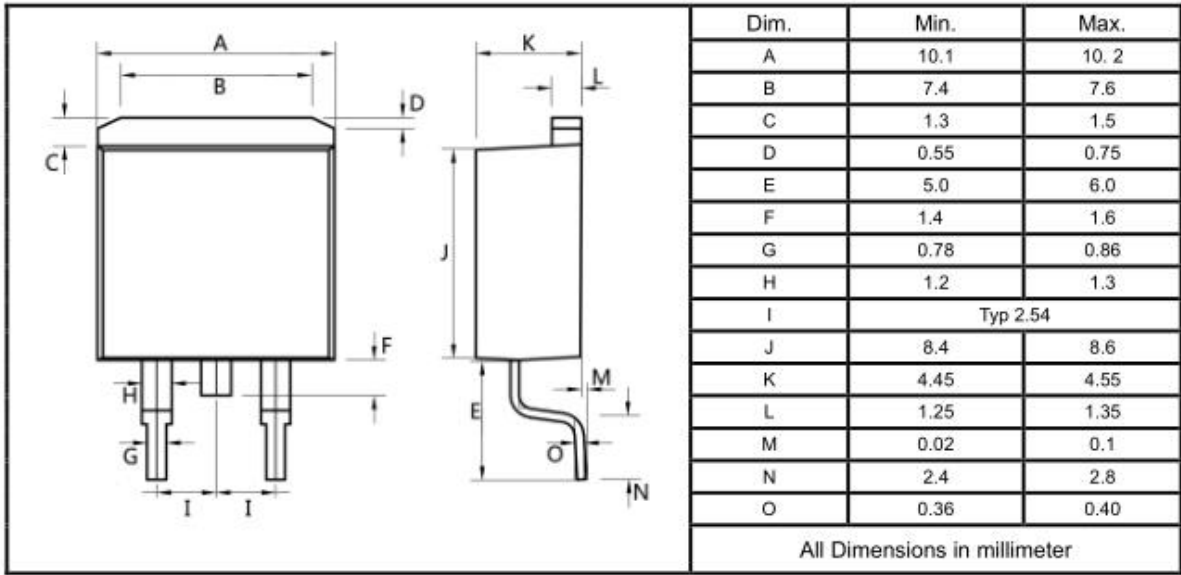 A
B
D
C
F
H
G
I I
K
L
J
M
E
O
N
Dim. Min. Max.
A 10.1 10. 2
B 7.4 7.6
C 1.3 1.5
D 0.55 0.75
E 5.0 6.0
F 1.4 1.6
G 0.78 0.86
H 1.2 1.3
I Typ 2.54
J 8.4 8.6
K 4.45 4.55
L 1.25 1.35
M 0.02 0.1
N 2.4 2.8
O 0.36 0.40
All Dimensions in millimeter